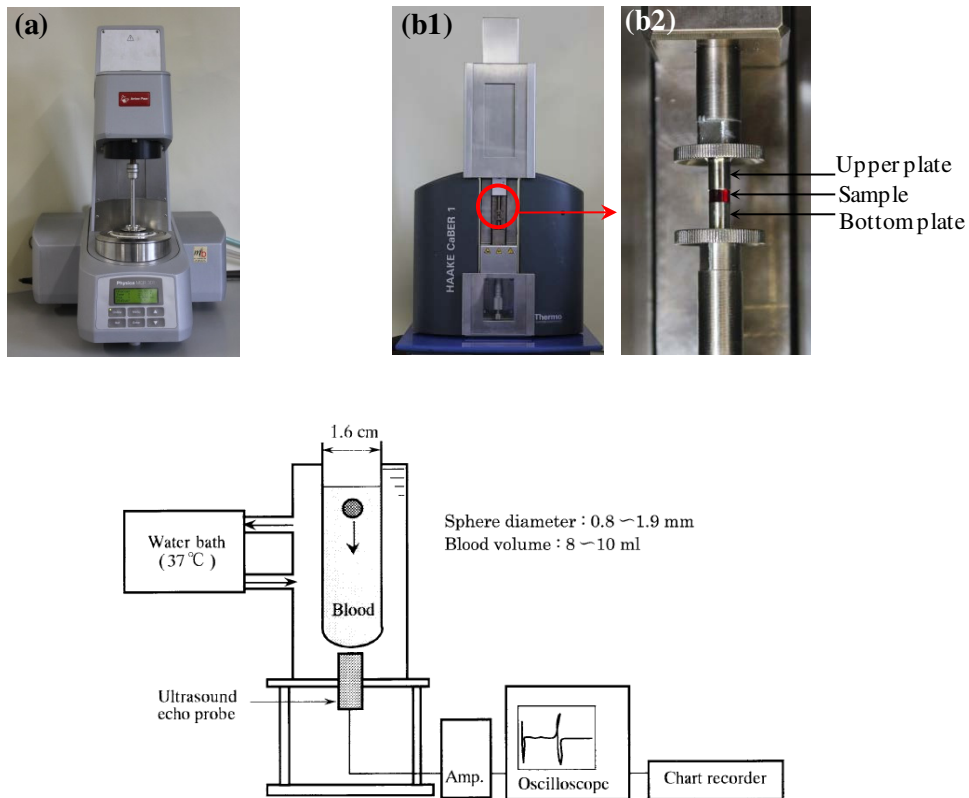 (a)
(b1)
(b2)
Upper plate
Sample
Bottom plate
HAAKE CaBER 1
Thermo
Physica
1.6 cm
Sphere diameter : 0.8 ~1.9 mm
Blood volume : 8 ~10 ml
Water bath
( 37℃ )
Blood
Ultrasound
echo probe
Amp.
Oscilloscope
Chart recorder